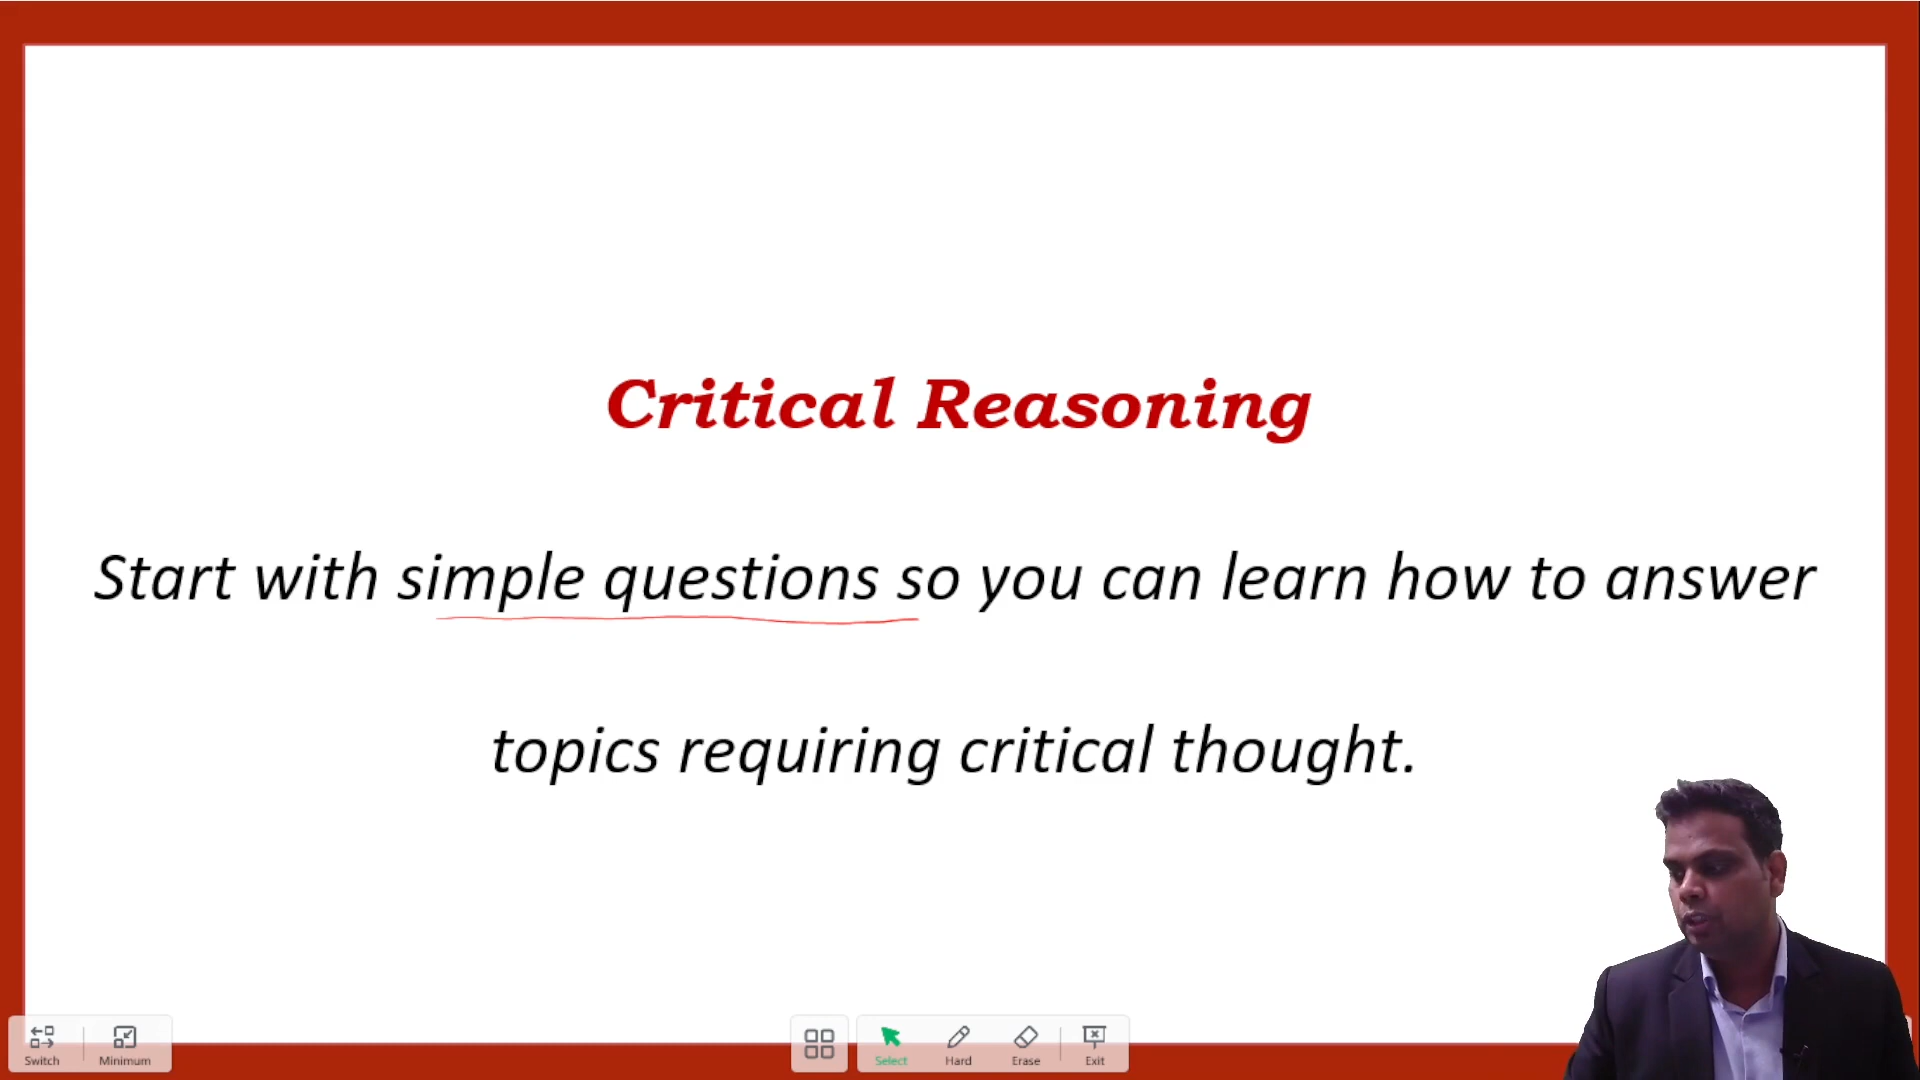 Critical Reasoning
Start with simple questions so you can learn how to answer
topics requiring critical thought.
Switch
Minimum
Select
Hard
Erase
Exit